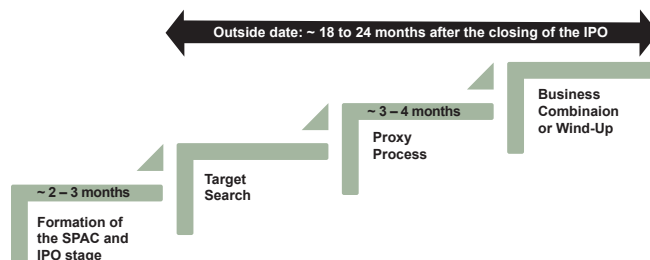 Outside date: ~ 18 to 24 months after the closing of the IPO
~ 2 – 3 months
Formation of
the SPAC and
IPO stage
Target
Search
~ 3 – 4 months
Proxy
Process
Business
Combinaion
or Wind-Up